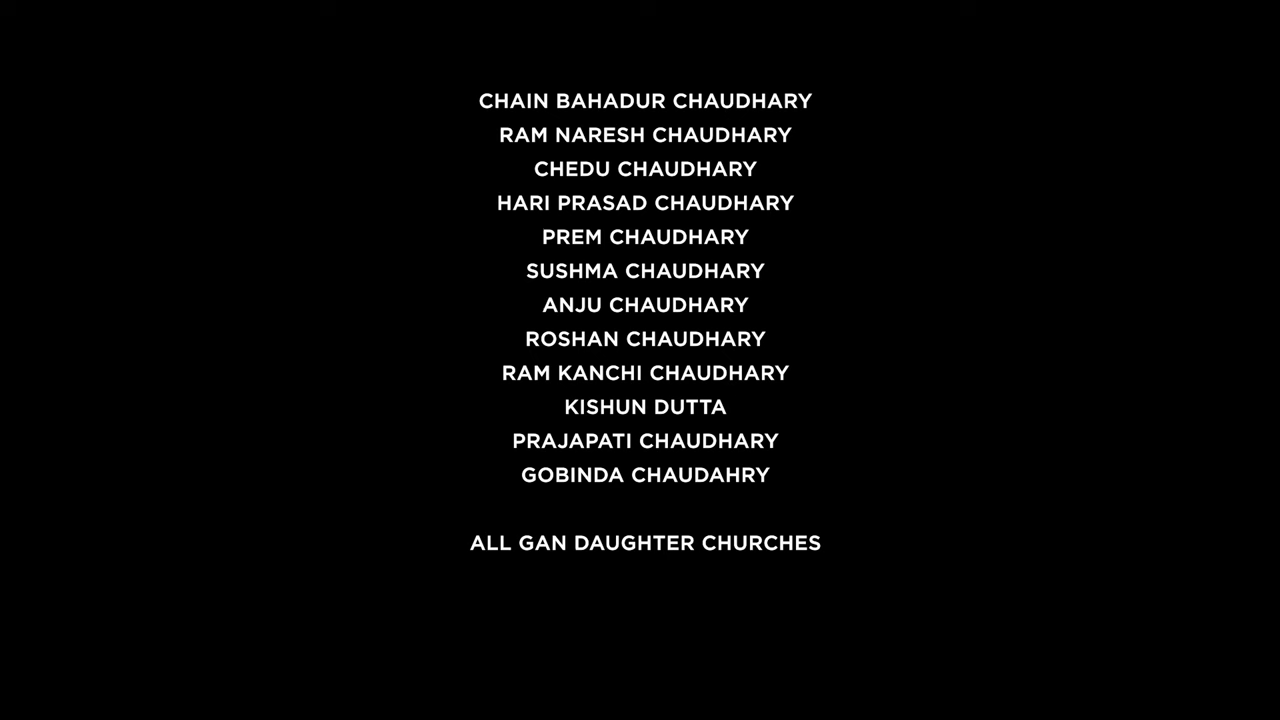 CHAIN BAHADUR CHAUDHARY
RAM NARESH CHAUDHARY
CHEDU CHAUDHARY
HARI PRASAD CHAUDHARY
PREM CHAUDHARY
SUSHMA CHAUDHARY
ANJU CHAUDHARY
ROSHAN CHAUDHARY
RAM KANCHI CHAUDHARY
KISHUN DUTTA
PRAJAPATI CHAUDHARY
GOBINDA CHAUDAHRY
ALL GAN DAUGHTER CHURCHES